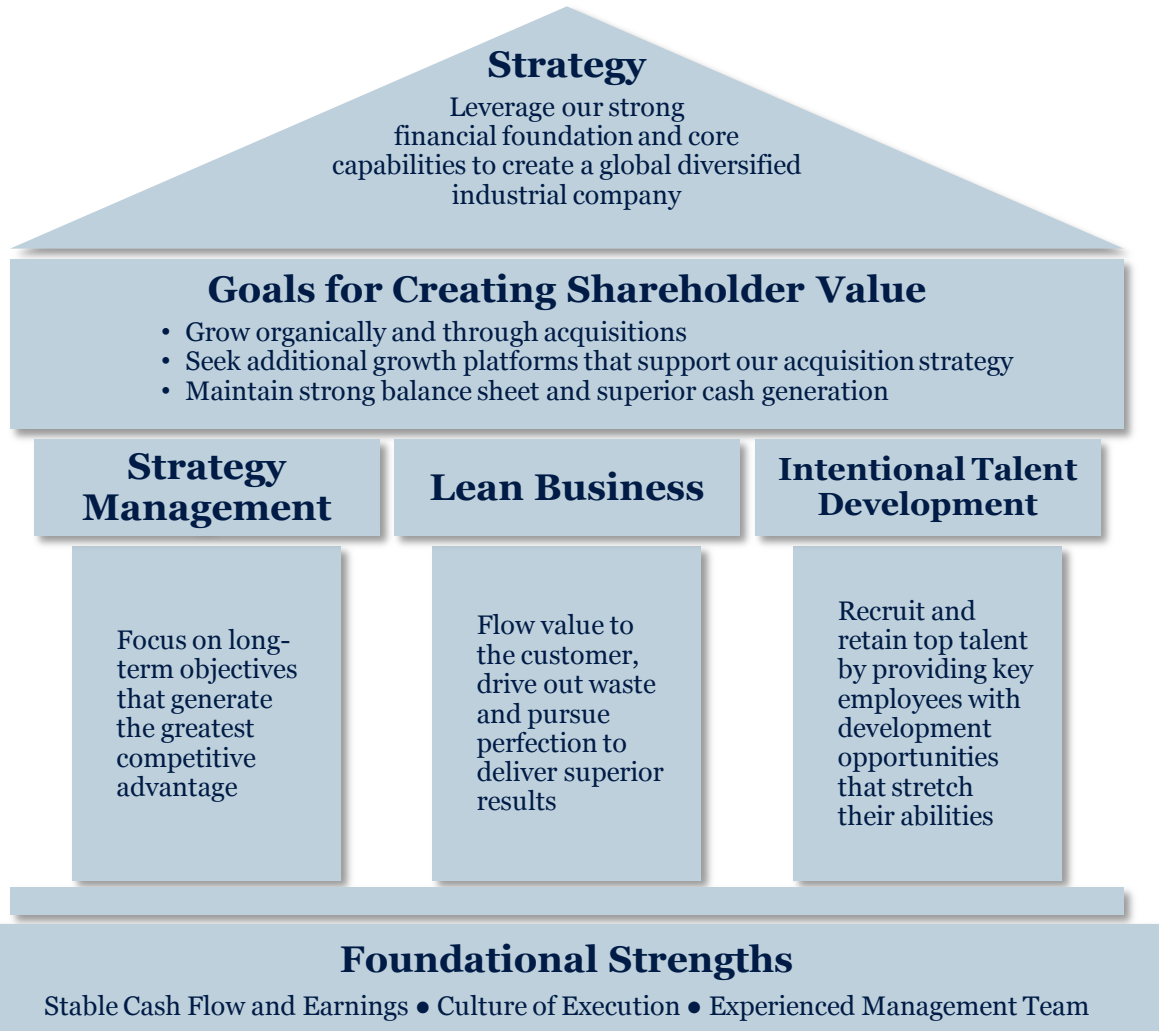 Strategy
Leverage our strong
financial foundation and core
capabilities to create a global diversified
industrial company
Goals for Creating Shareholder Value
• Grow organically and through acquisitions
• Seek additional growth platforms that support our acquisition strategy
• Maintain strong balance sheet and superior cash generation
Strategy
Management
Focus on long-
term objectives
that generate
the greatest
competitive
advantage
Lean Business
Flow value to
the customer,
drive out waste
and pursue
perfection to
deliver superior
results
Intentional Talent
Development
Recruit and
retain top talent
by providing key
employees with
development
opportunities
that stretch
their abilities
Foundational Strengths
Stable Cash Flow and Earnings ● Culture of Execution ● Experienced Management Team